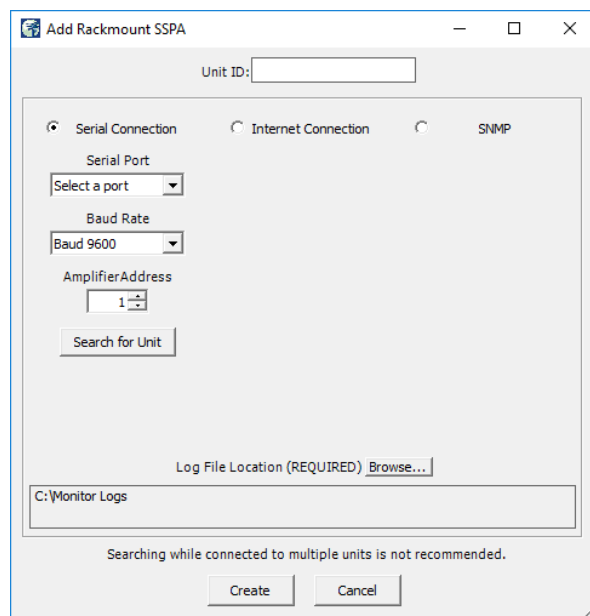 Add Rackmount SSPA
Unit ID:
Serial Connection Internet Connection SNMP
Serial Port
Select a port
Baud Rate
Baud 9600
AmplifierAddress
1
Search for Unit
Log File Location (REQUIRED) Browse...
C:\Monitor Logs
Searching while connected to multiple units is not recommended.
Create Cancel